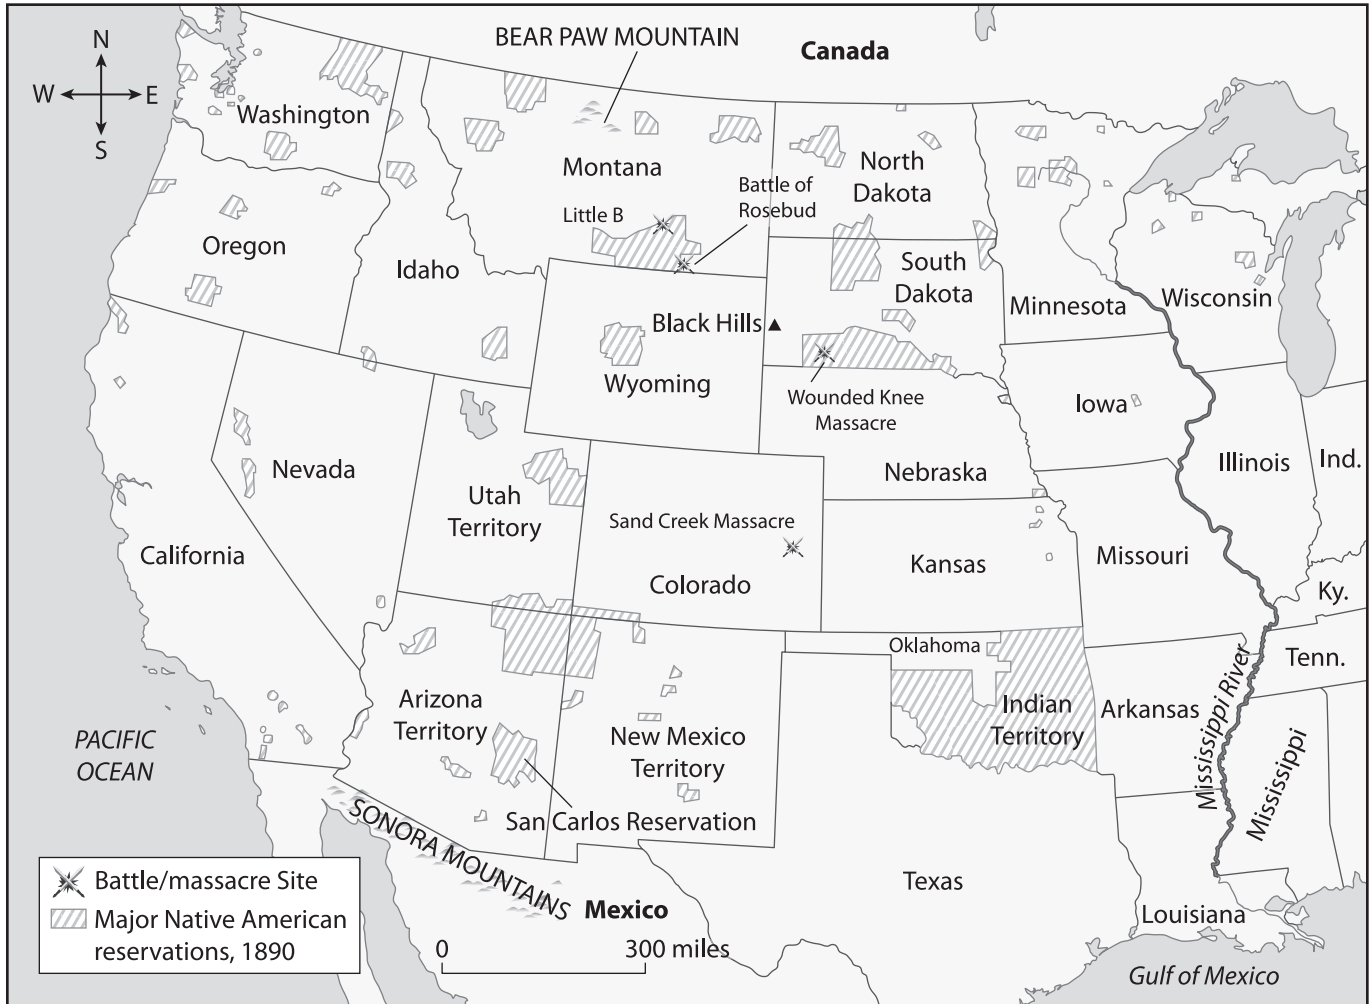 BEAR PAW MOUNTAIN
Canada
N
W
E
S
Washington
Montana
North
Dakota
Battle of
Rosebud
Little B
Oregon
Idaho
South
Dakota
Minnesota
Wisconsin
Black Hills
Wyoming
Wounded Knee
Massacre
Iowa
Nevada
Utah
Territory
Nebraska
Illinois
Ind.
Sand Creek Massacre
California
Colorado
Kansas
Missouri
Ky.
Oklahoma
Tenn.
Arizona
Territory
New Mexico
Territory
Indian
Territory
Arkansas
Mississippi River
Mississippi
PACIFIC
OCEAN
San Carlos Reservation
SONORA MOUNTAINS
Mexico
Texas
Louisiana
Gulf of Mexico
Battle/massacre Site
Major Native American
reservations, 1890
0
300 miles